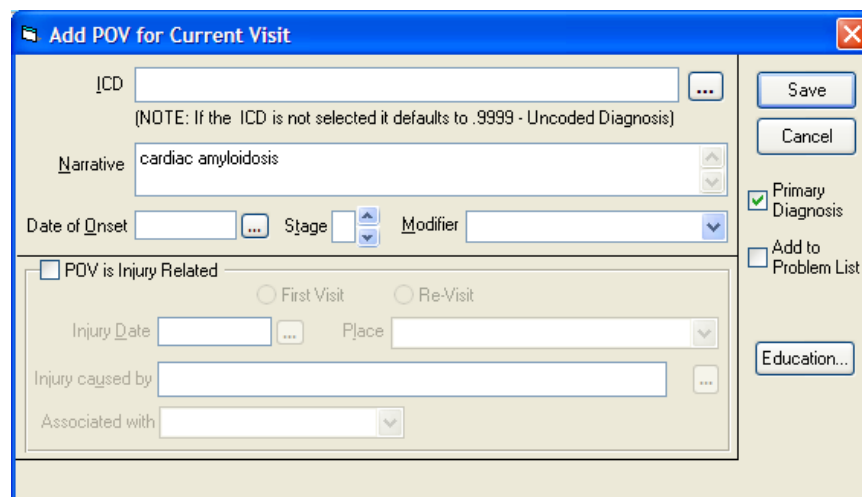 Add POV for Current Visit
ICD
...
Save
(NOTE: If the ICD is not selected it defaults to .9999 - Uncoded Diagnosis)
Cancel
Narrative
cardiac amyloidosis
Primary
Diagnosis
Date of Onset ... Stage Modifier
Add to
Problem List
POV is Injury Related
First Visit Re-Visit
Injury Date ... Place
Education...
Injury caused by ...
Associated with